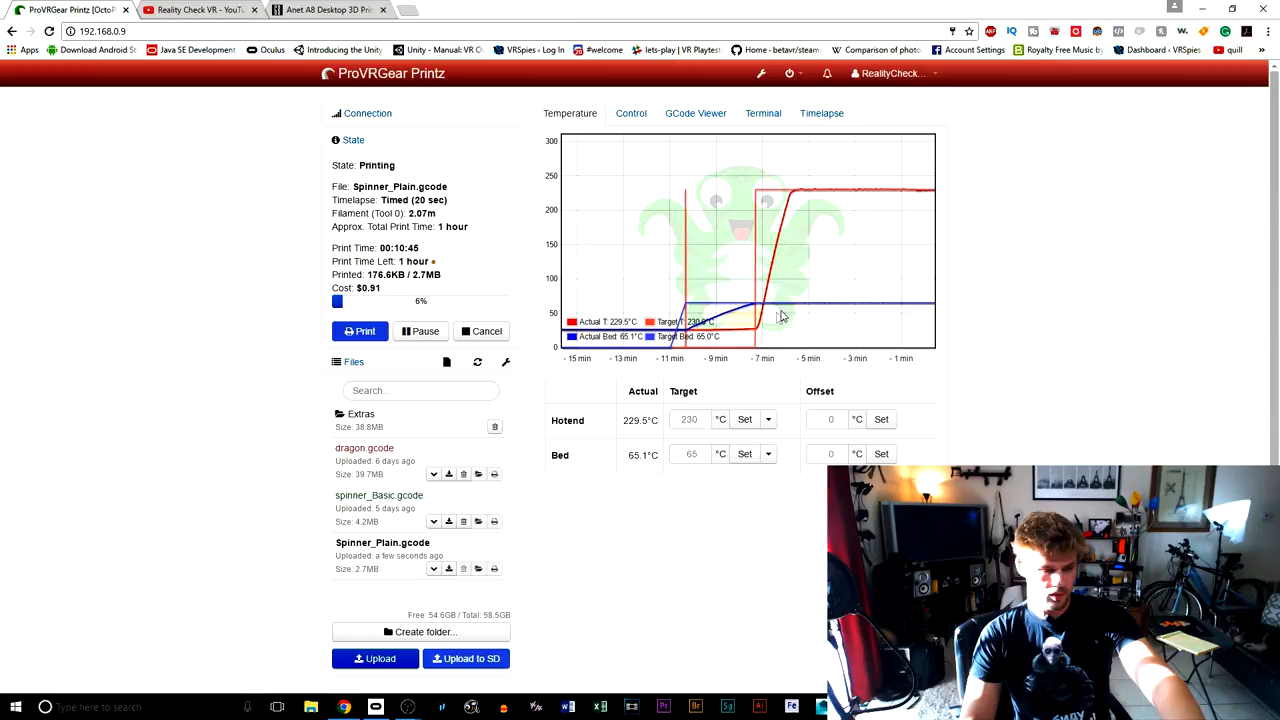 ProVRGear Printz [OctoP
Reality Check VR - YouTu
Anet A8 Desktop 3D Prin
192.168.0.9
Apps
Download Android S
Java SE Development
Oculus
Introducing the Unity
Unity - Manual: VR O
VRSpies ‹ Log In
#welcome
lets-play | VR Playtest
Home · betavr/steam
Comparison of photo
Account Settings
Royalty Free Music by
Dashboard ‹ VRSpies
quill
ProVRGear Printz
RealityCheck...
Connection
State
State: Printing
File: Spinner_Plain.gcode
Timelapse: Timed (20 sec)
Filament (Tool 0): 2.07m
Approx. Total Print Time: 1 hour
Print Time: 00:10:45
Print Time Left: 1 hour
Printed: 176.6KB / 2.7MB
Cost: $0.91
6%
Print
Pause
Cancel
Files
Search...
Extras
Size: 38.8MB
dragon.gcode
Uploaded: 6 days ago
Size: 39.7MB
spinner_Basic.gcode
Uploaded: 5 days ago
Size: 4.2MB
Spinner_Plain.gcode
Uploaded: a few seconds ago
Size: 2.7MB
Free: 54.6GB / Total: 58.5GB
Create folder...
Upload
Upload to SD
Temperature
Control
GCode Viewer
Terminal
Timelapse
300
250
200
150
100
50
0
Actual T: 229.5°C
Target T: 230.0°C
Actual Bed: 65.1°C
Target Bed: 65.0°C
- 15 min
- 13 min
- 11 min
- 9 min
- 7 min
- 5 min
- 3 min
- 1 min
Actual
Target
Offset
Hotend
229.5°C
230
°C
Set
0
°C
Set
Bed
65.1°C
65
°C
Set
0
°C
Set
Type here to search